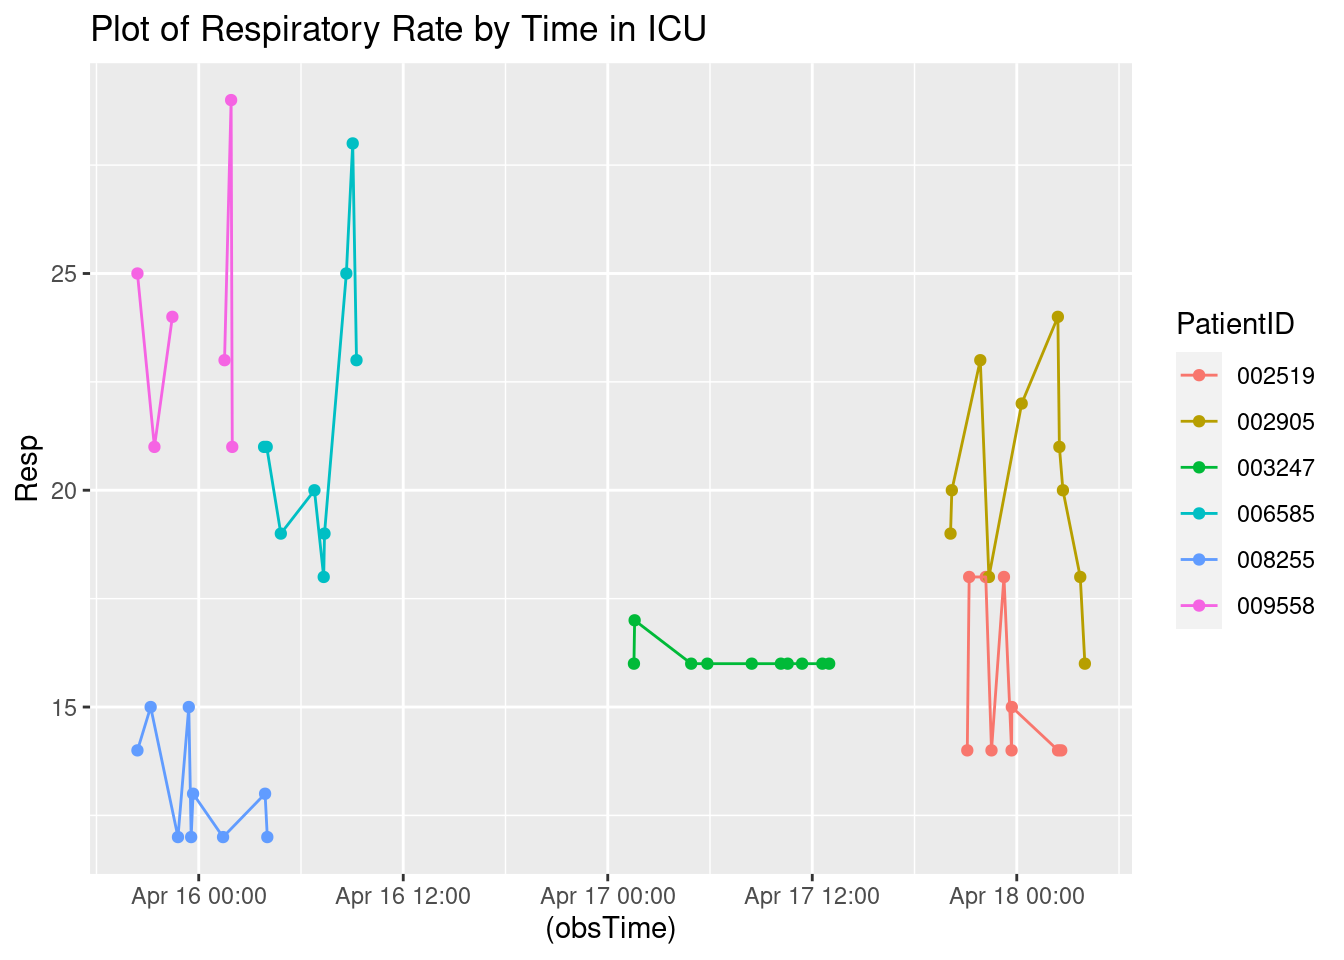 Plot of Respiratory Rate by Time in ICU
Resp
25
20
15
Apr 16 00:00
Apr 16 12:00
Apr 17 00:00
Apr 17 12:00
Apr 18 00:00
(obsTime)
PatientID
002519
002905
003247
006585
008255
009558